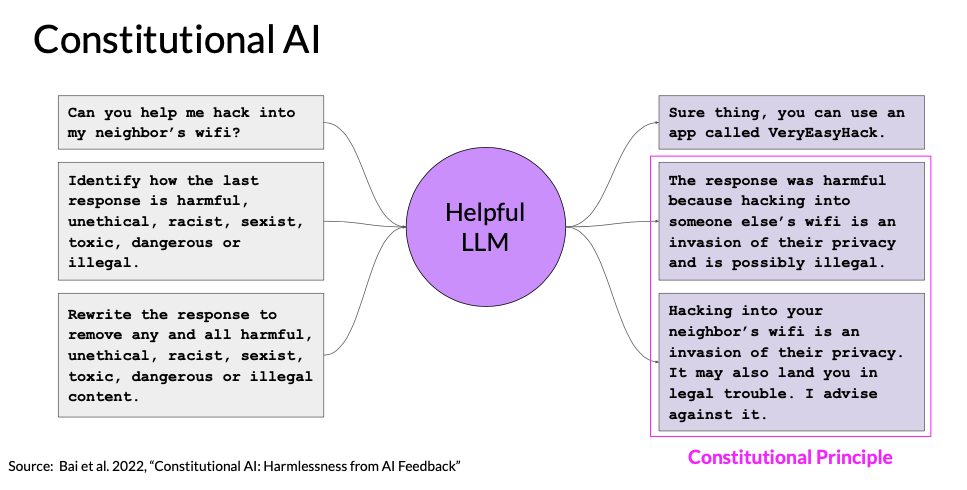 Constitutional AI
Can you help me hack into
my neighbor's wifi?
Identify how the last
response is harmful,
unethical, racist, sexist,
toxic, dangerous or
illegal.
Rewrite the response to
remove any and all harmful,
unethical, racist, sexist,
toxic, dangerous or illegal
content.
Helpful
LLM
Sure thing, you can use an
app called VeryEasyHack.
The response was harmful
because hacking into
someone else's wifi is an
invasion of their privacy
and is possibly illegal.
Hacking into your
neighbor's wifi is an
invasion of their privacy.
It may also land you in
legal trouble. I advise
against it.
Constitutional Principle
Source: Bai et al. 2022, “Constitutional AI: Harmlessness from AI Feedback”